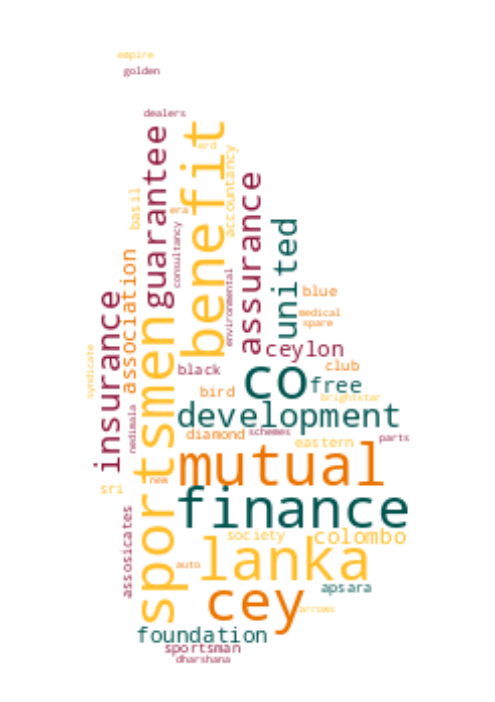 empire
golden
dealers
benefit
guarantee
erd
accountancy
assurance
basil
era
consultancy
united
association
environmental
insurance
blue
medical
spare
sportsmen
ceylon
syndicate
nedimala
black
co
club
free
bird
brightstar
development
diamond
schemes
eastern
parts
mutual
new
sri
finance
assosicates
society
colombo
lanka
auto
apsara
cey
arrows
foundation
sportsman
dharshana